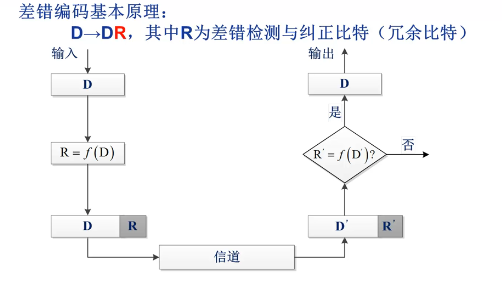 差错编码基本原理：
D→DR，其中R为差错检测与纠正比特（冗余比特）
输入
D
R = f(D)
D R
信道
D' R'
R' = f(D')?
是
否
D
输出